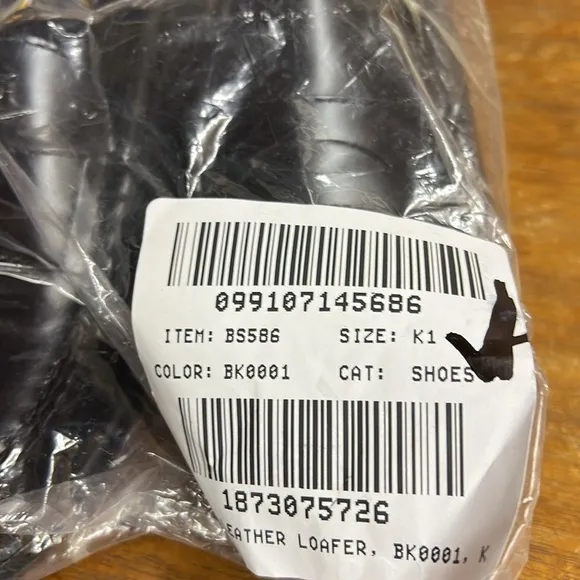 099107145686
ITEM: BS586 SIZE: K1
COLOR: BK0001 CAT: SHOES
1873075726
EATHER LOAFER, BK0001, K